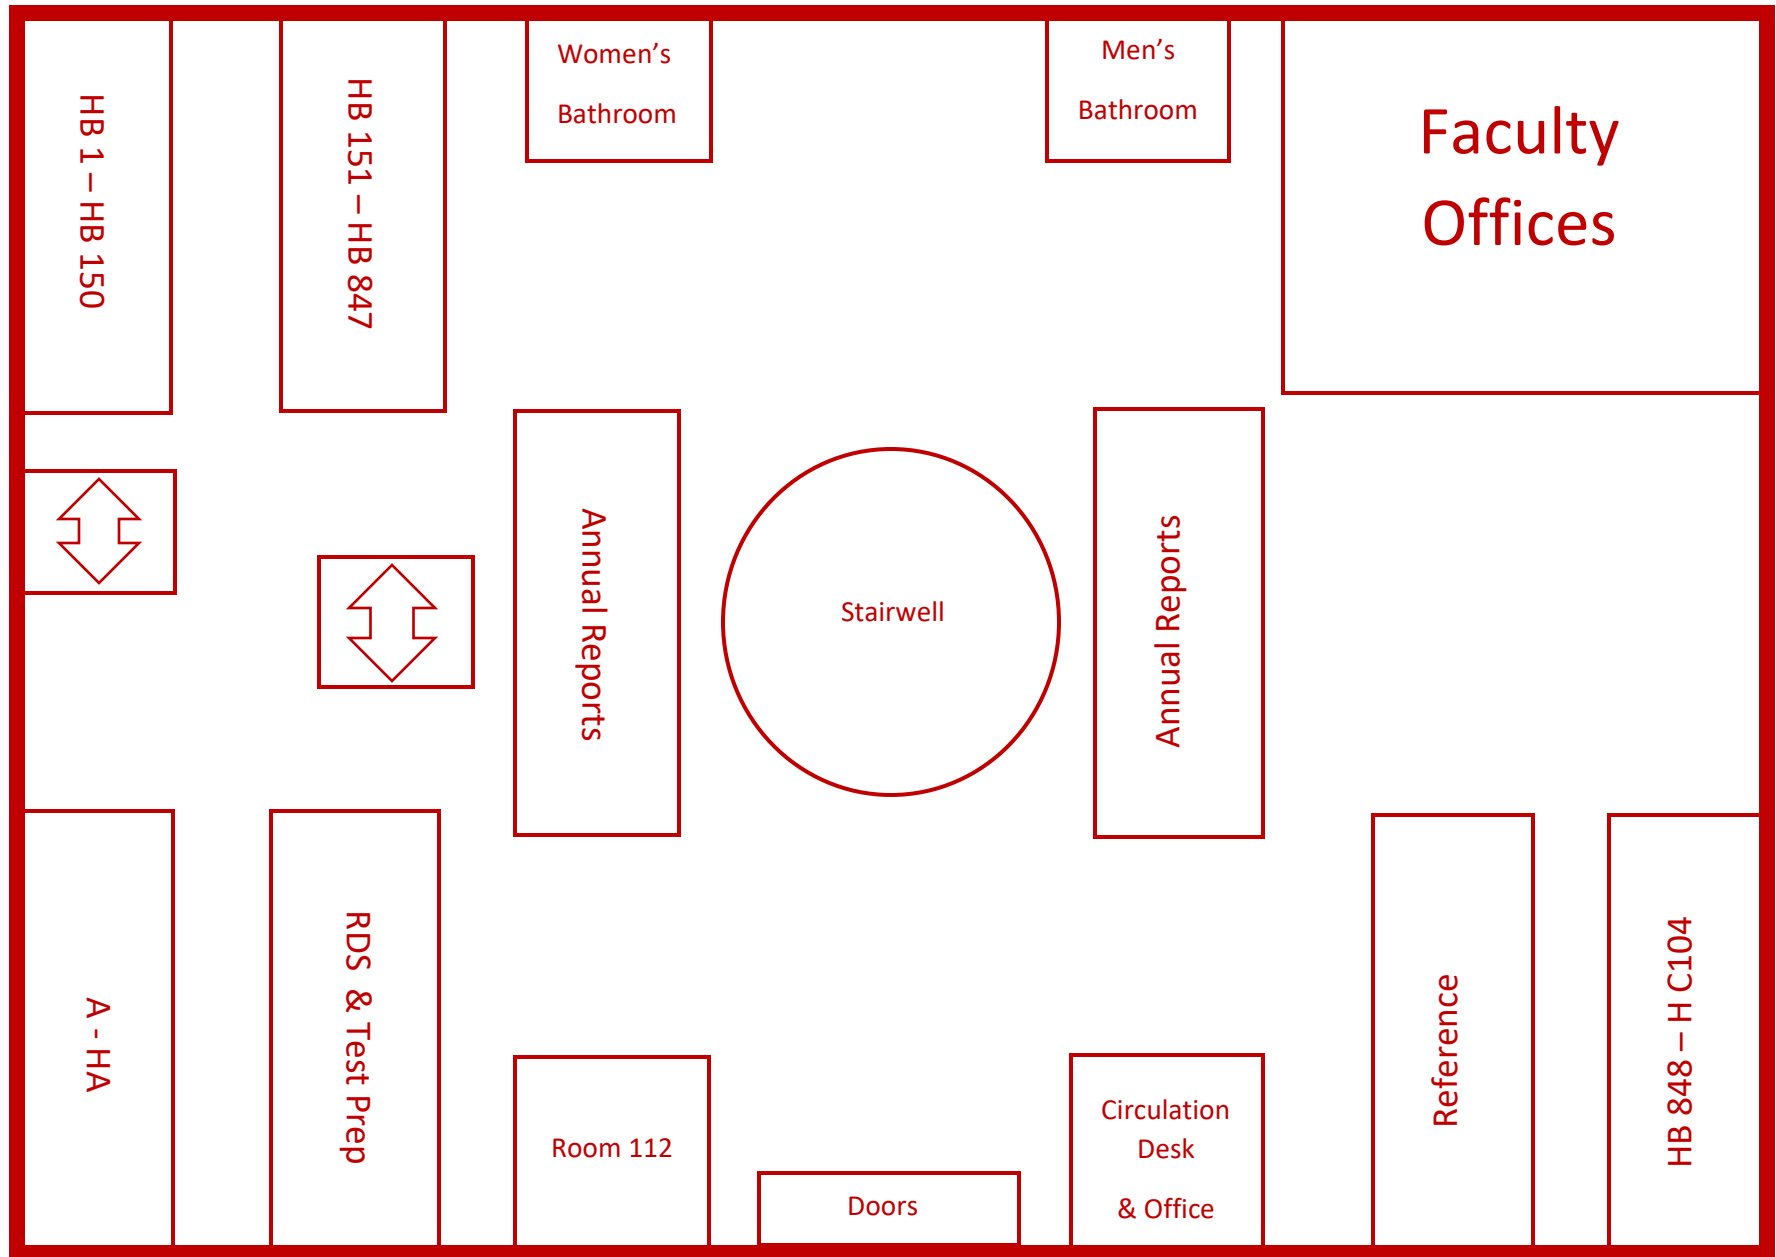 HB 1 – HB 150
HB 151 – HB 847
Women’s
Bathroom
Men’s
Bathroom
Faculty
Offices
Annual Reports
Stairwell
Annual Reports
A - HA
RDS & Test Prep
Room 112
Doors
Circulation
Desk
& Office
Reference
HB 848 – H C104